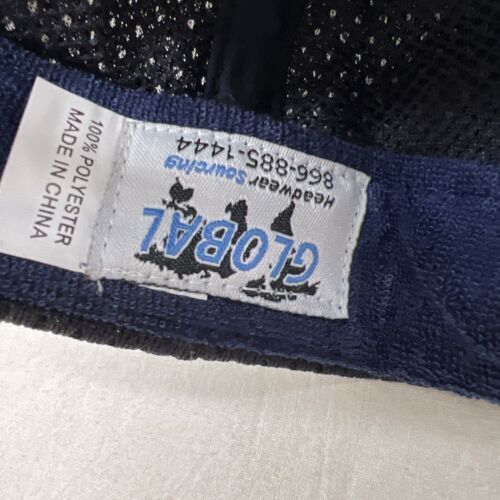 GLOBAL
Headwear Sourcing
866-885-1444
100% POLYESTER
MADE IN CHINA